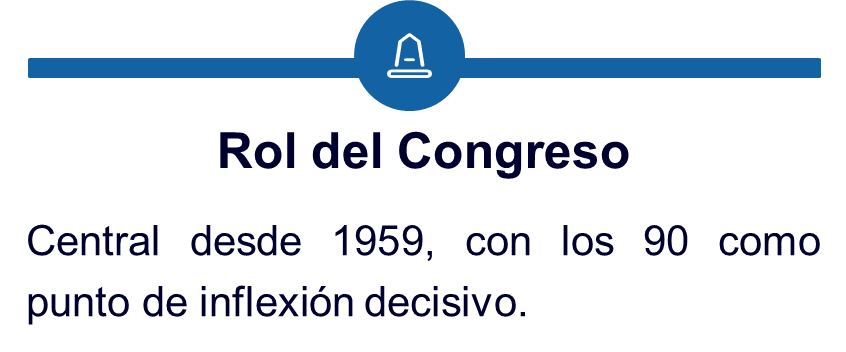 Rol del Congreso
Central desde 1959, con los 90 como
punto de inflexión decisivo.